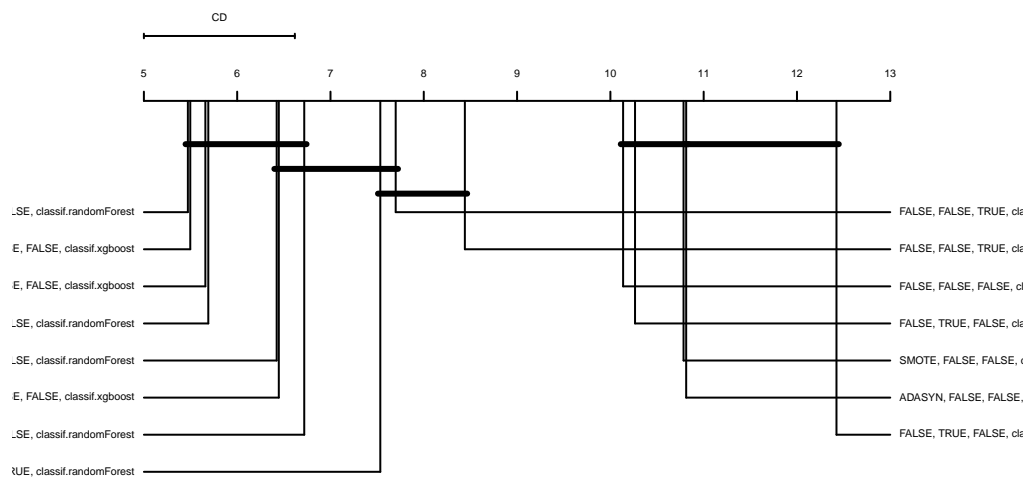 CD
5 6 7 8 9 10 11 12 13
LSE, classif.randomForest
E, FALSE, classif.xgboost
E, FALSE, classif.xgboost
LSE, classif.randomForest
LSE, classif.randomForest
E, FALSE, classif.xgboost
LSE, classif.randomForest
RUE, classif.randomForest
FALSE, FALSE, TRUE, cla
FALSE, FALSE, TRUE, cla
FALSE, FALSE, FALSE, cl
FALSE, TRUE, FALSE, cla
SMOTE, FALSE, FALSE, c
ADASYN, FALSE, FALSE,
FALSE, TRUE, FALSE, cla